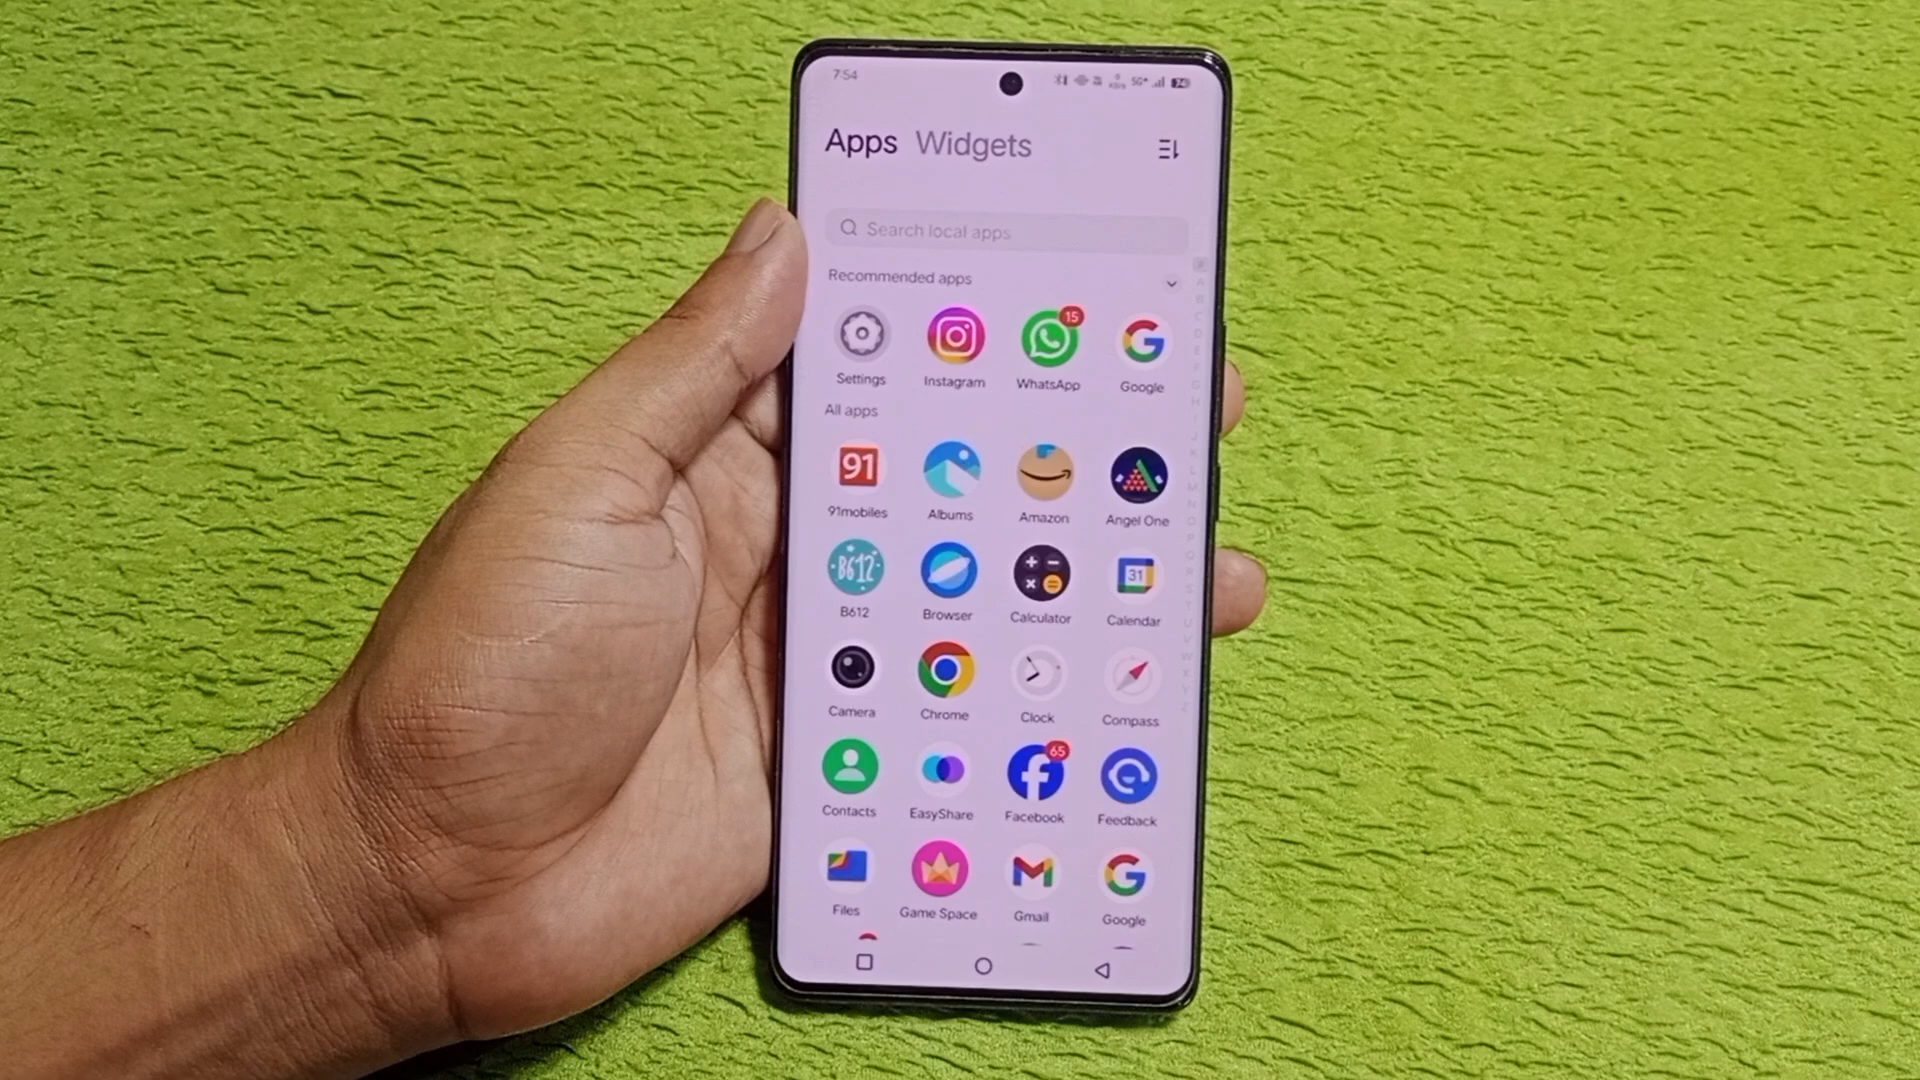 7:54
5G+
74
Apps Widgets
Search local apps
Recommended apps
15
Settings Instagram WhatsApp Google
All apps
91
91mobiles Albums Amazon Angel One
B612
31
B612 Browser Calculator Calendar
Camera Chrome Clock Compass
65
Contacts EasyShare Facebook Feedback
Files Game Space Gmail Google